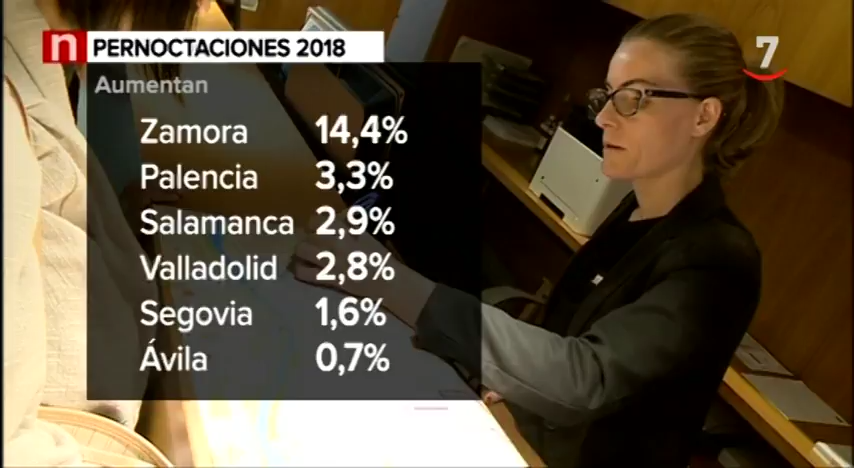 n PERNOCTACIONES 2018
7
Aumentan
Zamora 14,4%
Palencia 3,3%
Salamanca 2,9%
Valladolid 2,8%
Segovia 1,6%
Ávila 0,7%